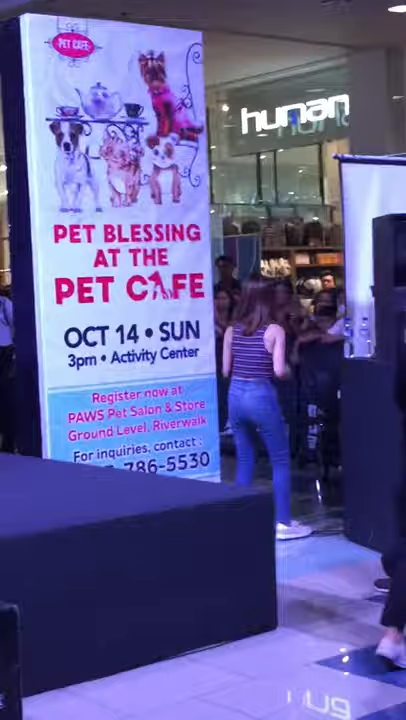 PET CAFE
human
PET BLESSING
AT THE
PET CAFE
OCT 14 • SUN
3pm • Activity Center
Register now at
PAWS Pet Salon & Store
Ground Level, Riverwalk
For inquiries, contact :
786-5530